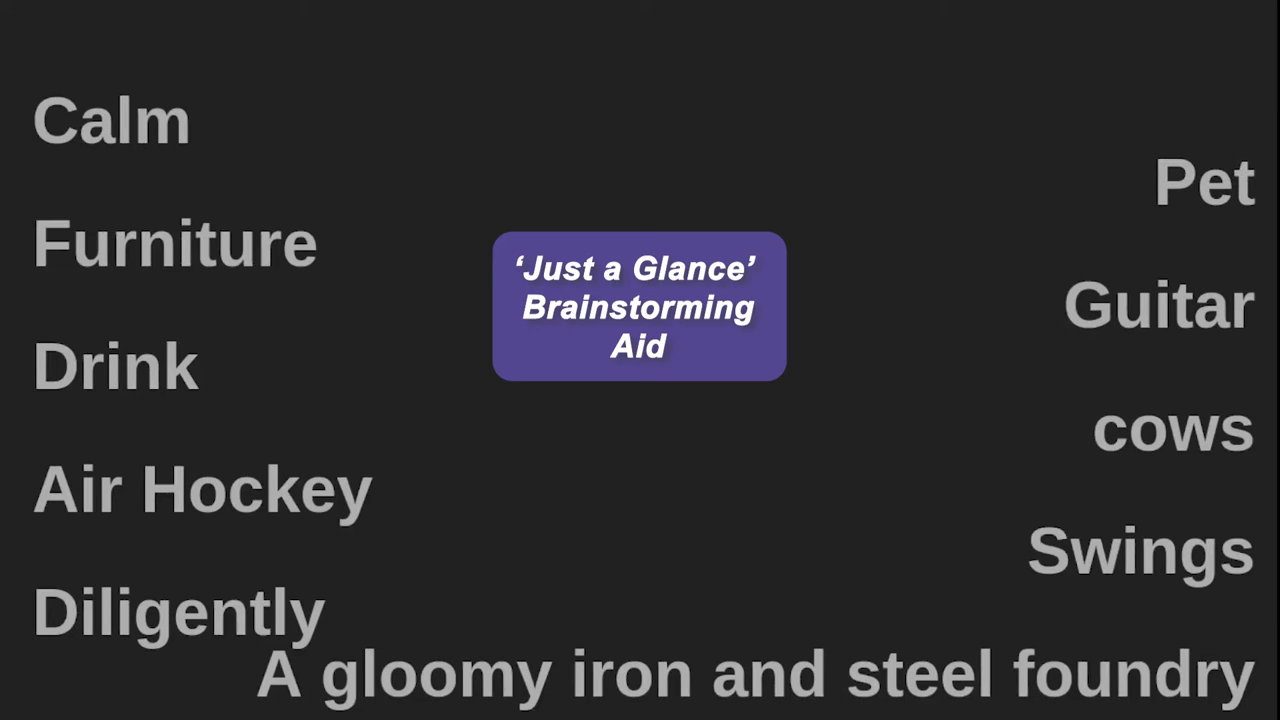 Calm
Pet
Furniture
‘Just a Glance’
Brainstorming
Aid
Guitar
Drink
cows
Air Hockey
Swings
Diligently
A gloomy iron and steel foundry